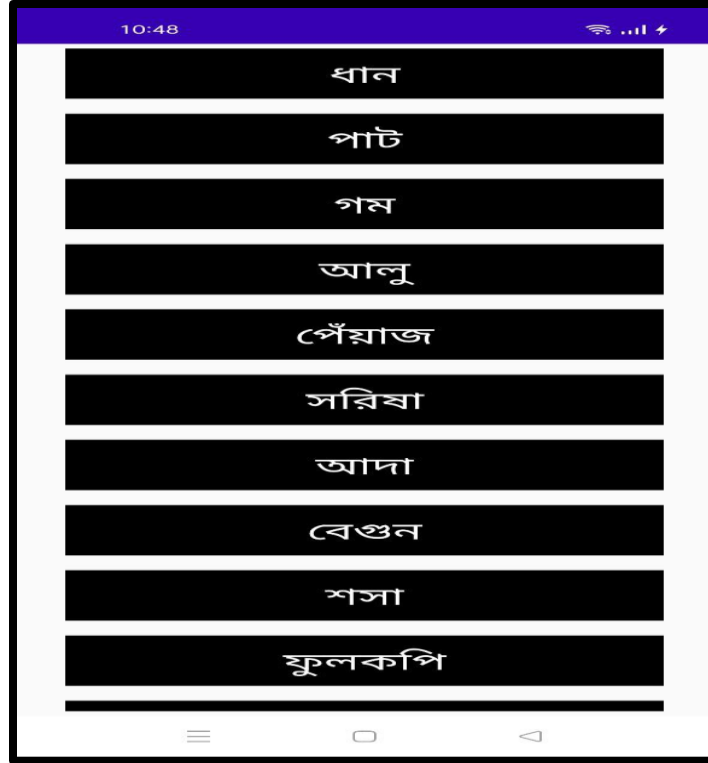 10:48
ধান
পাট
গম
আলু
পেঁয়াজ
সরিষা
আদা
বেগুন
শসা
ফুলকপি